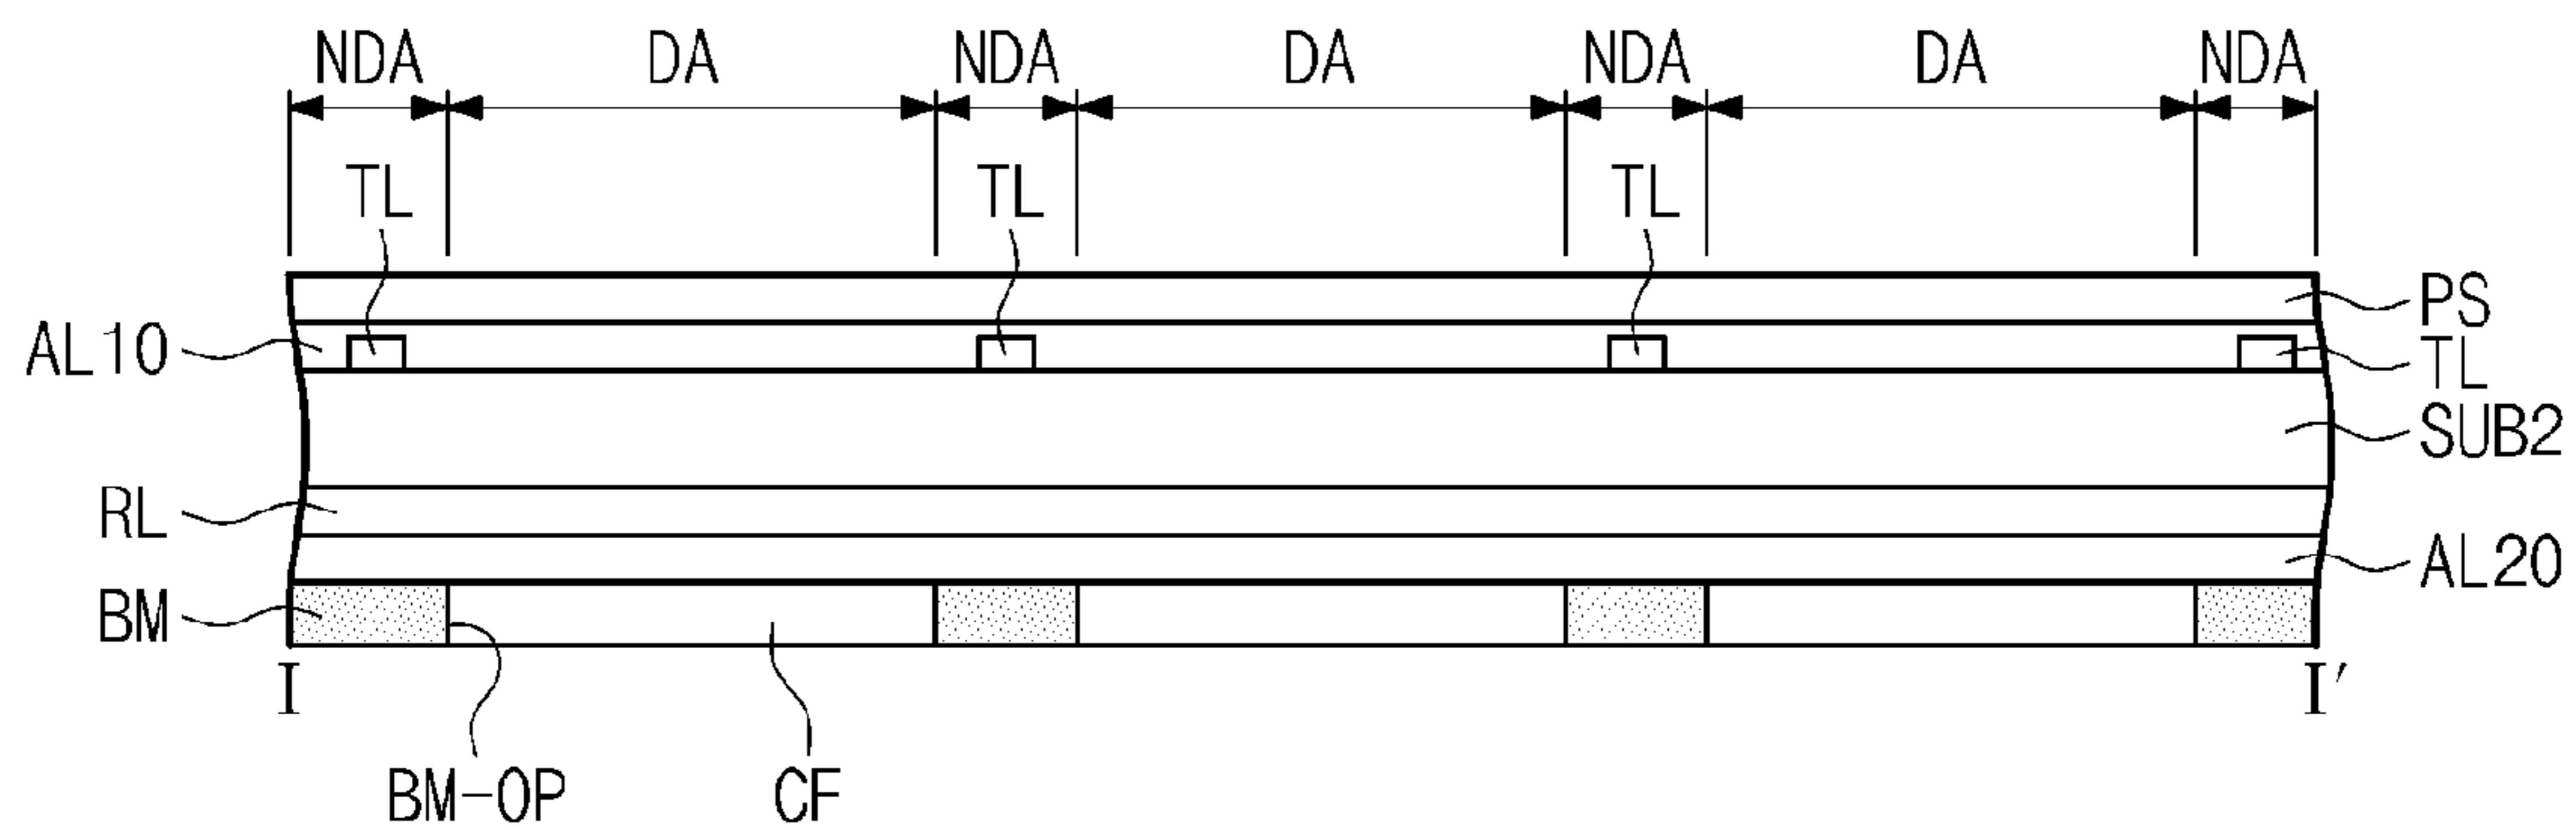 NDA DA NDA DA NDA DA NDA
TL TL TL
PS
AL10
TL
SUB2
RL
AL20
BM
I I′
BM-OP CF